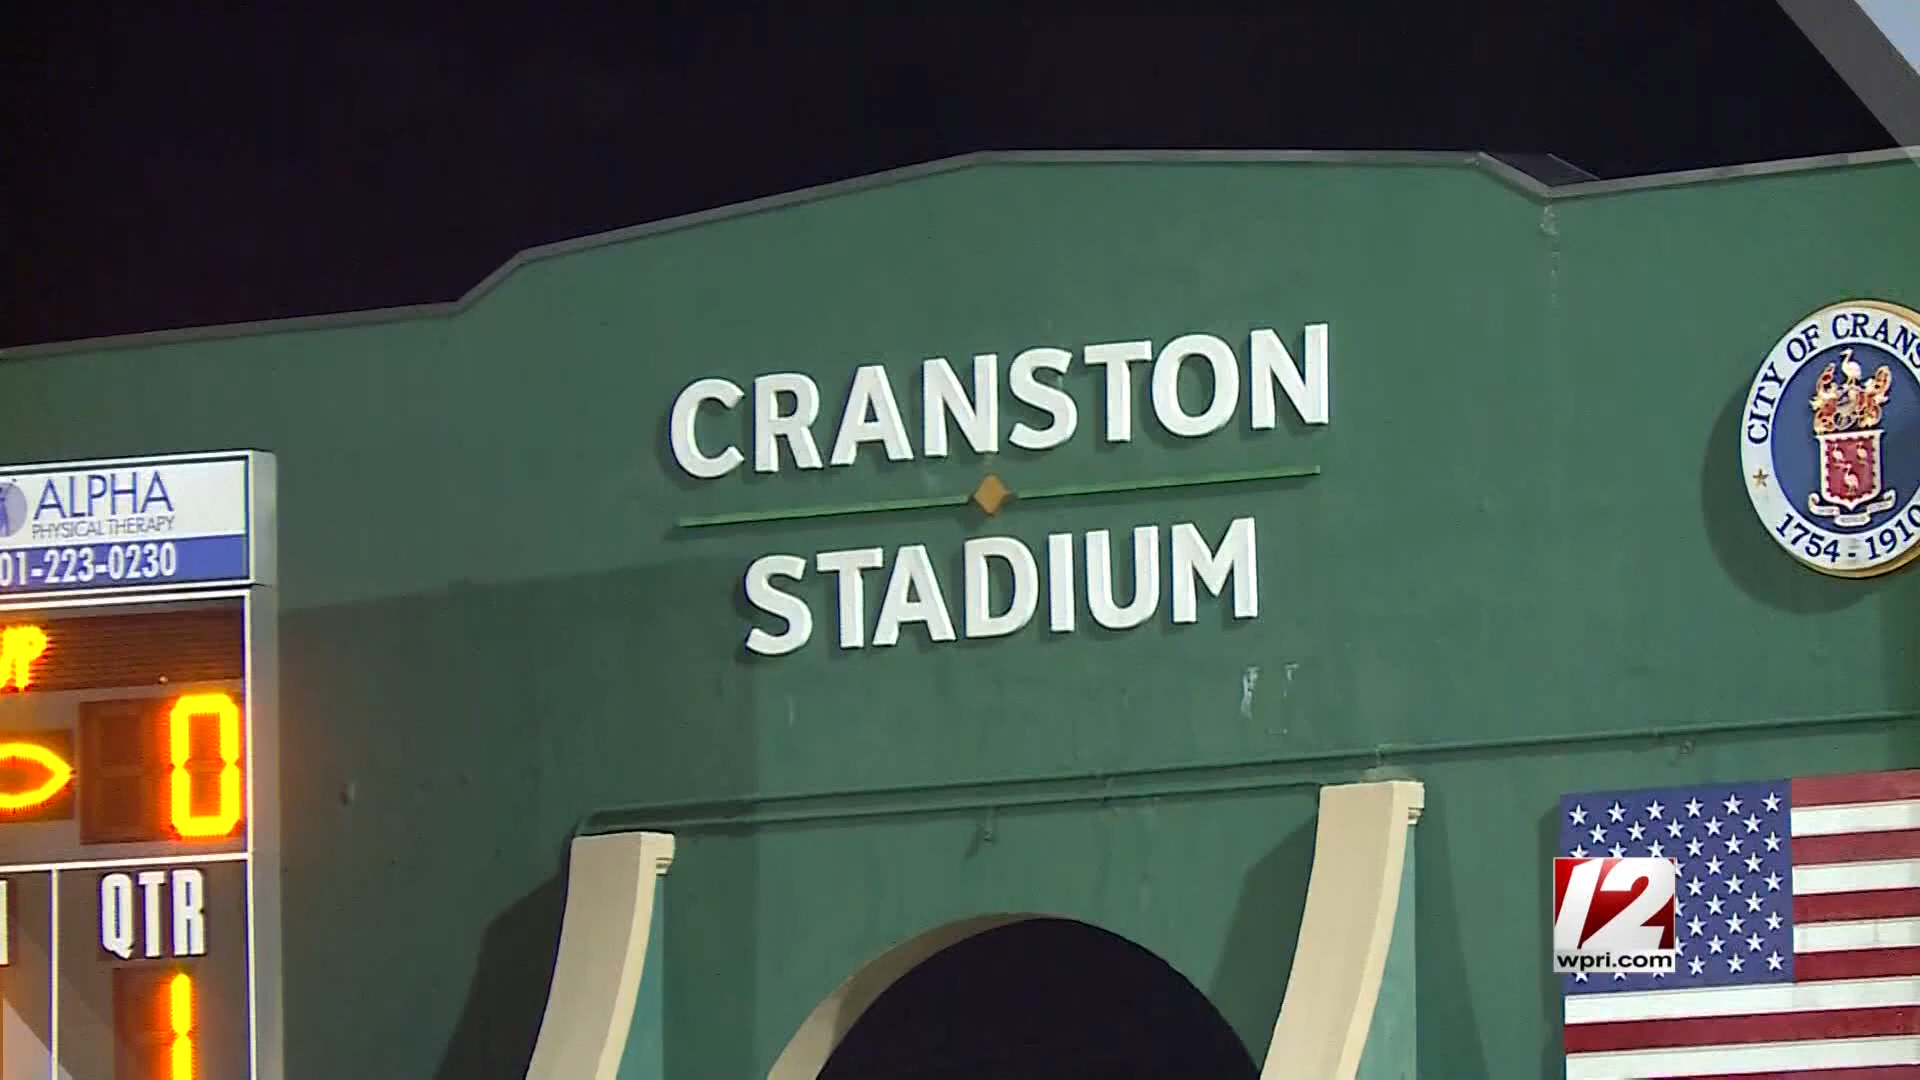 CRANSTON
STADIUM
CITY OF CRANS
1754 - 1910
ALPHA
PHYSICAL THERAPY
01-223-0230
0
QTR
1
12
wpri.com